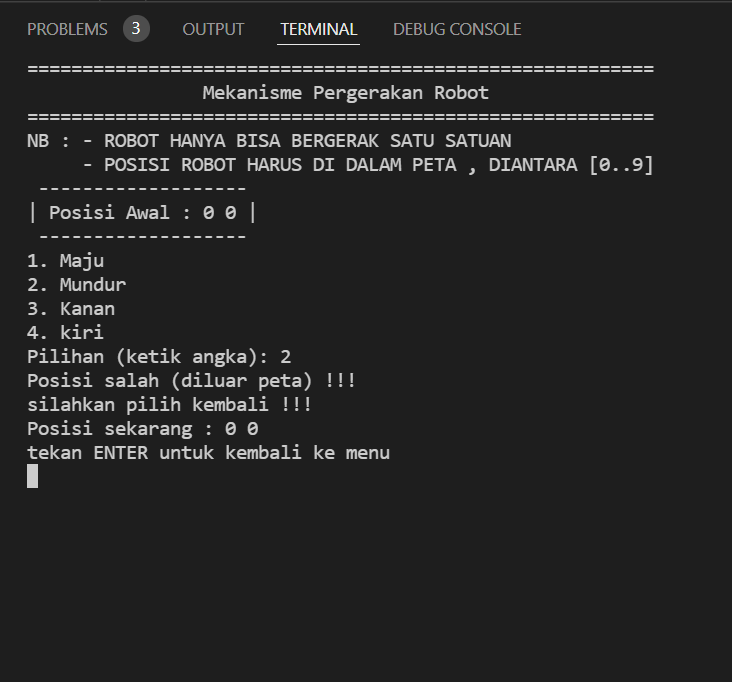 PROBLEMS 3 OUTPUT TERMINAL DEBUG CONSOLE
=========================================================
Mekanisme Pergerakan Robot
=========================================================
NB : - ROBOT HANYA BISA BERGERAK SATU SATUAN
- POSISI ROBOT HARUS DI DALAM PETA , DIANTARA [0..9]
-------------------
| Posisi Awal : 0 0 |
-------------------
1. Maju
2. Mundur
3. Kanan
4. kiri
Pilihan (ketik angka): 2
Posisi salah (diluar peta) !!!
silahkan pilih kembali !!!
Posisi sekarang : 0 0
tekan ENTER untuk kembali ke menu